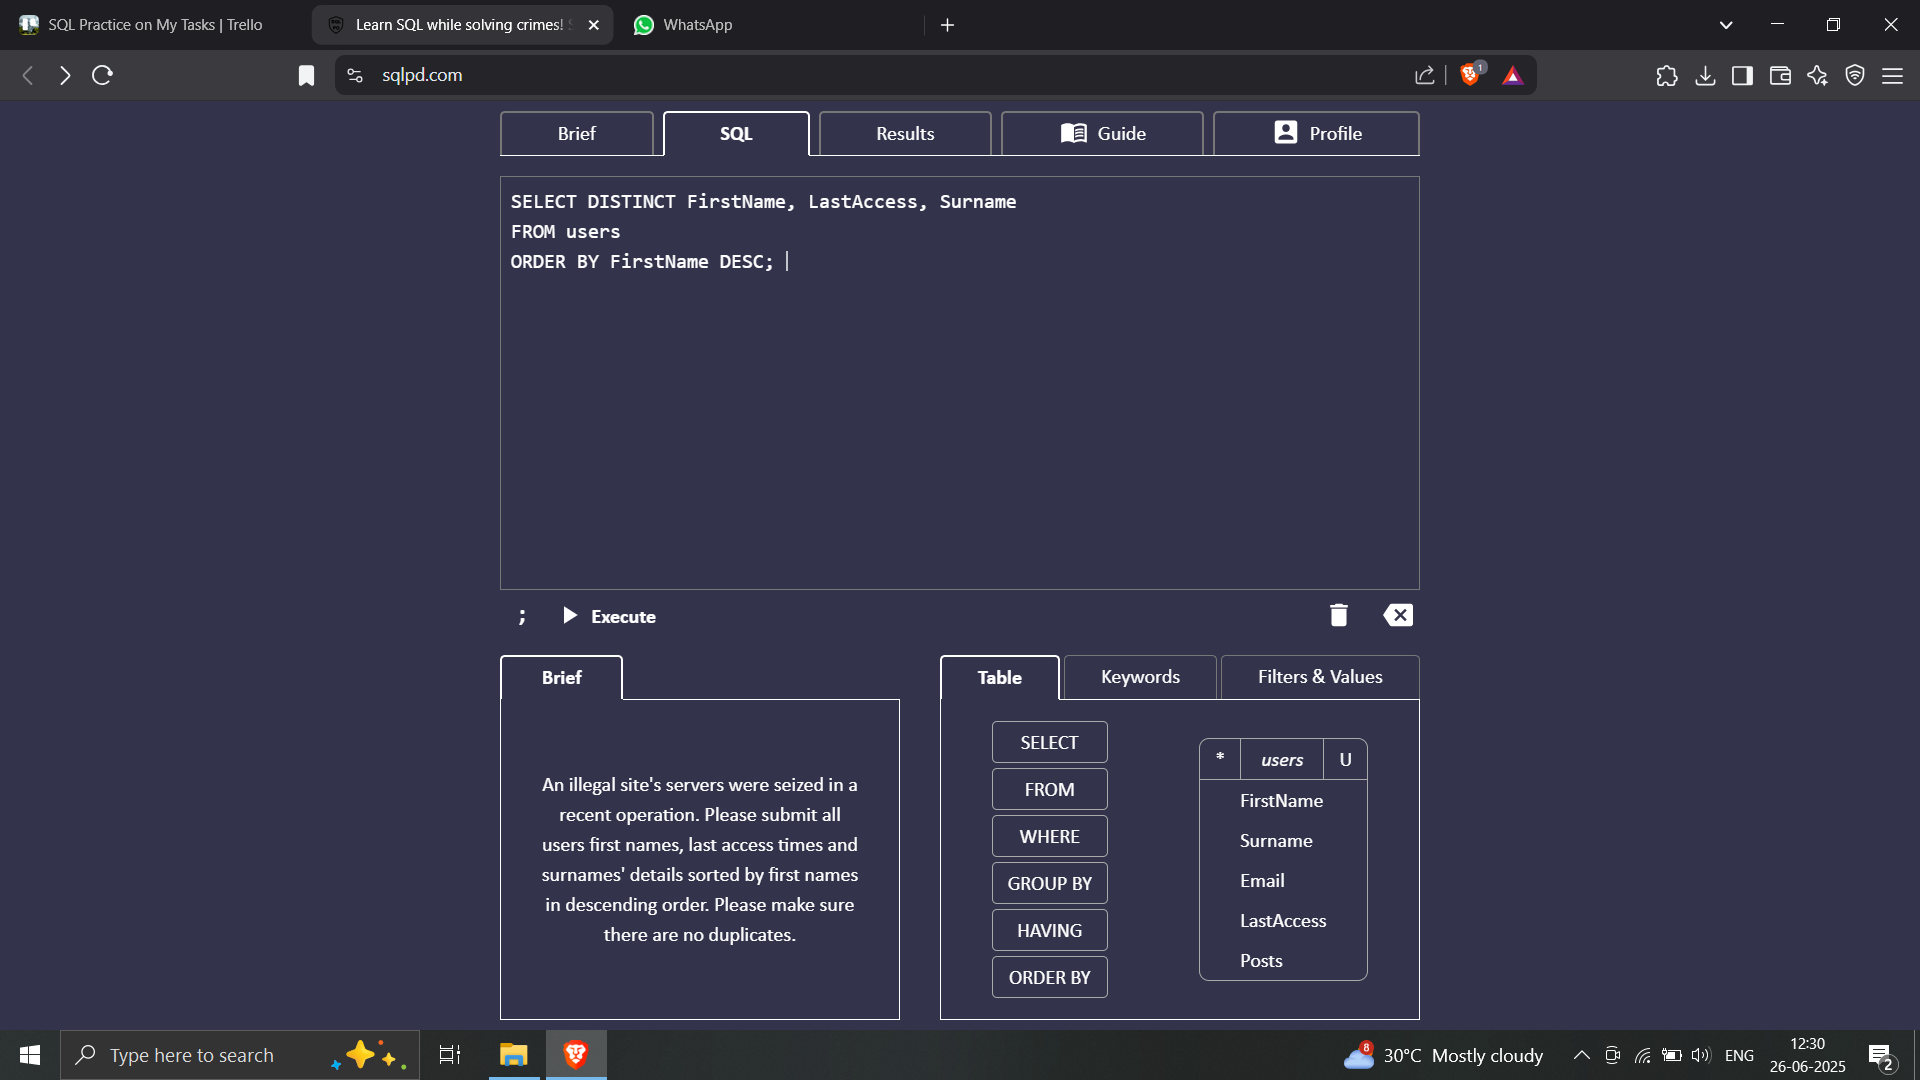 SQL Practice on My Tasks | Trello
Learn SQL while solving crimes!
WhatsApp
sqlpd.com
1
Brief
SQL
Results
Guide
Profile
SELECT DISTINCT FirstName, LastAccess, Surname
FROM users
ORDER BY FirstName DESC;
; Execute
Brief
An illegal site's servers were seized in a
recent operation. Please submit all
users first names, last access times and
surnames' details sorted by first names
in descending order. Please make sure
there are no duplicates.
Table
Keywords
Filters & Values
SELECT
FROM
WHERE
GROUP BY
HAVING
ORDER BY
* users U
FirstName
Surname
Email
LastAccess
Posts
Type here to search
8
30°C Mostly cloudy
ENG
12:30
26-06-2025
2